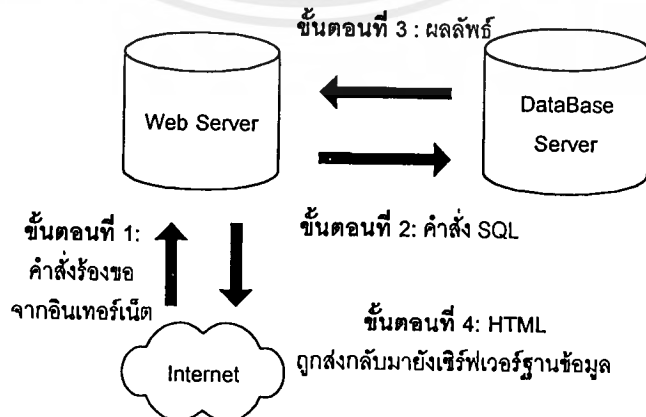 ขั้นตอนที่ 3 : ผลลัพธ์
Web Server
DataBase
Server
ขั้นตอนที่ 1:
คำสั่งร้องขอ
จากอินเทอร์เน็ต
ขั้นตอนที่ 2: คำสั่ง SQL
ขั้นตอนที่ 4: HTML
ถูกส่งกลับมายังเซิร์ฟเวอร์ฐานข้อมูล
Internet